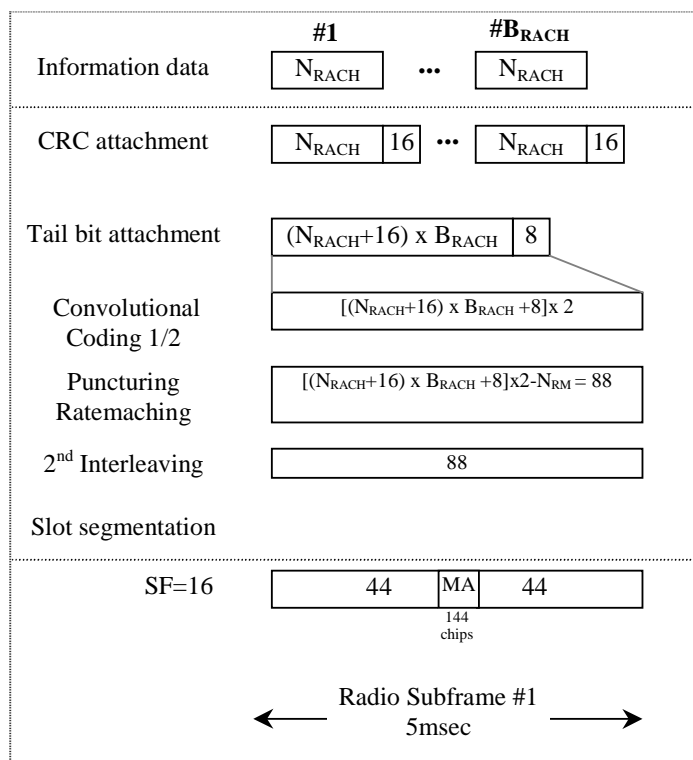 #1 #B_RACH
Information data N_RACH ••• N_RACH
CRC attachment N_RACH 16 ••• N_RACH 16
Tail bit attachment (N_RACH+16) x B_RACH 8
Convolutional
Coding 1/2
[(N_RACH+16) x B_RACH +8]x 2
Puncturing
Ratemaching
[(N_RACH+16) x B_RACH +8]x2-N_RM = 88
2nd Interleaving 88
Slot segmentation
SF=16 44 MA 44
144
chips
Radio Subframe #1
5msec